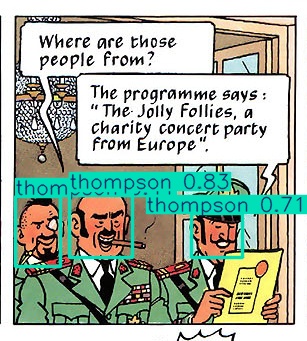 Where are those
people from?
The programme says:
"The Jolly Follies, a
charity concert party
from Europe".
thompson 0.83
thompson 0.71